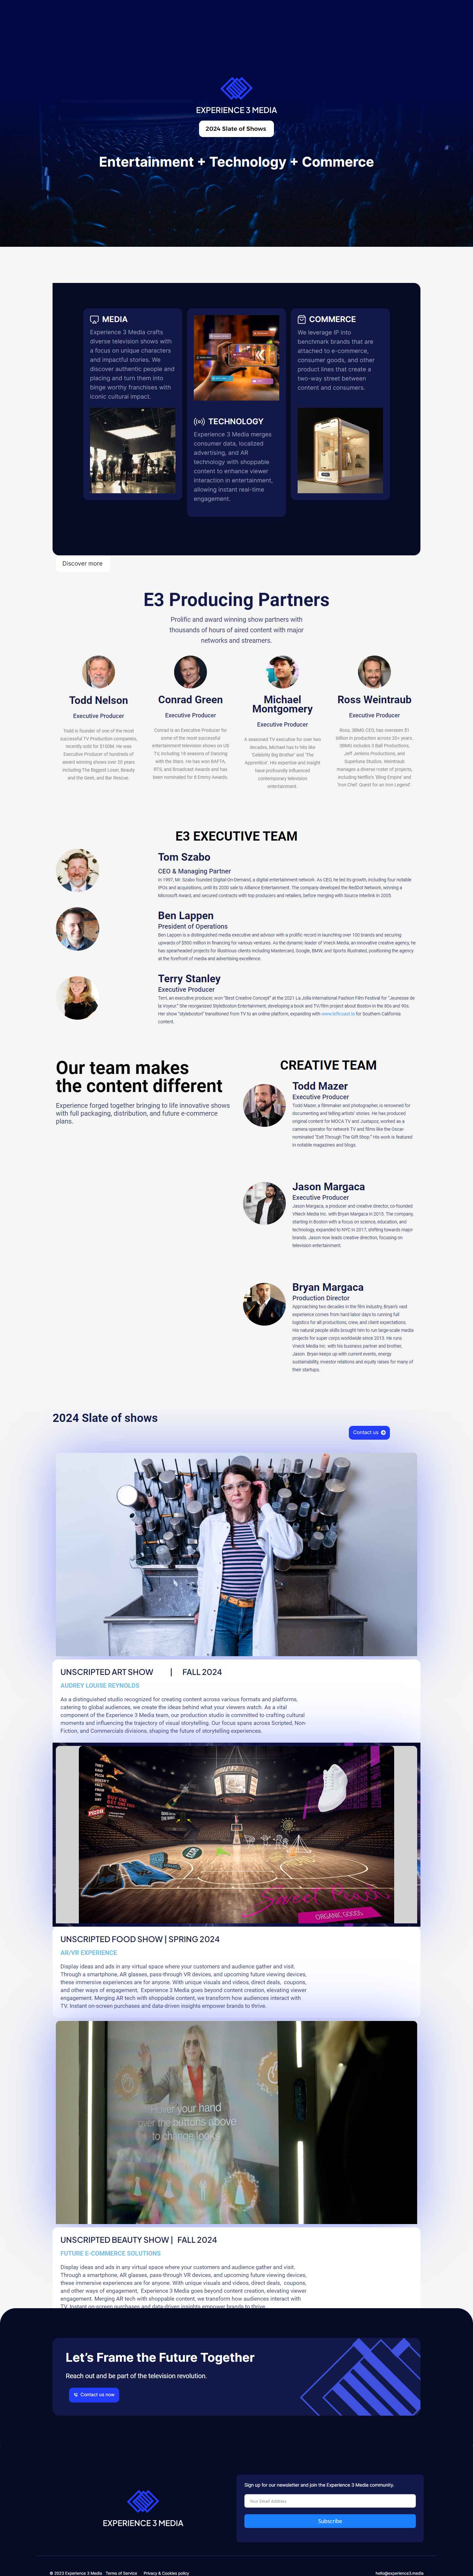 EXPERIENCE 3 MEDIA
2024 Slate of Shows
Entertainment + Technology + Commerce
MEDIA
Experience 3 Media crafts
diverse television shows with
a focus on unique characters
and impactful stories. We
discover authentic people and
placing and turn them into
binge worthy franchises with
iconic cultural impact.
TECHNOLOGY
Experience 3 Media merges
consumer data, localized
advertising, and AR
technology with shoppable
content to enhance viewer
interaction in entertainment,
allowing instant real-time
engagement.
COMMERCE
We leverage IP into
benchmark brands that are
attached to e-commerce,
consumer goods, and other
product lines that create a
two-way street between
content and consumers.
Discover more
E3 Producing Partners
Prolific and award winning show partners with
thousands of hours of aired content with major
networks and streamers.
Todd Nelson
Executive Producer
Todd is founder of one of the most
successful TV Production companies,
recently sold for $100M. He was
Executive Producer of hundreds of
award winning shows over 20 years
including The Biggest Loser, Beauty
and the Geek, and Bar Rescue.
Conrad Green
Executive Producer
Conrad is an Executive Producer for
some of the most successful
entertainment television shows on US
TV, including 18 seasons of Dancing
with the Stars. He has won BAFTA,
RTS, and Broadcast Awards and has
been nominated for 8 Emmy Awards.
Michael
Montgomery
Executive Producer
A seasoned TV executive for over two
decades, Michael has tv hits like
'Celebrity Big Brother' and 'The
Apprentice'. His expertise and insight
have profoundly influenced
contemporary television
entertainment.
Ross Weintraub
Executive Producer
Ross, 3BMG CEO, has overseen $1
billion in production across 20+ years.
3BMG includes 3 Ball Productions,
Jeff Jenkins Productions, and
Superluna Studios. Weintraub
manages a diverse roster of projects,
including Netflix's 'Bling Empire' and
'Iron Chef: Quest for an Iron Legend'.
E3 EXECUTIVE TEAM
Tom Szabo
CEO & Managing Partner
In 1997, Mr. Szabo founded Digital-On-Demand, a digital entertainment network. As CEO, he led its growth, including four notable
IPOs and acquisitions, until its 2000 sale to Alliance Entertainment. The company developed the RedDot Network, winning a
Microsoft Award, and secured contracts with top producers and retailers, before merging with Source Interlink in 2005.
Ben Lappen
President of Operations
Ben Lappen is a distinguished media executive and advisor with a prolific record in launching over 100 brands and securing
upwards of $500 million in financing for various ventures. As the dynamic leader of Vreck Media, an innovative creative agency, he
has spearheaded projects for illustrious clients including Mastercard, Google, BMW, and Sports Illustrated, positioning the agency
at the forefront of media and advertising excellence.
Terry Stanley
Executive Producer
Terri, an executive producer, won "Best Creative Concept" at the 2021 La Jolla International Fashion Film Festival for "Jeunesse de
la Voyeur." She reorganized StyleBoston Entertainment, developing a book and TV/film project about Boston in the 80s and 90s.
Her show "styleboston" transitioned from TV to an online platform, expanding with www.leftcoast.la for Southern California
content.
Our team makes
the content different
Experience forged together bringing to life innovative shows
with full packaging, distribution, and future e-commerce
plans.
CREATIVE TEAM
Todd Mazer
Executive Producer
Todd Mazer, a filmmaker and photographer, is renowned for
documenting and telling artists' stories. He has produced
original content for MOCA TV and Juxtapoz, worked as a
camera operator for network TV and films like the Oscar-
nominated "Exit Through The Gift Shop." His work is featured
in notable magazines and blogs.
Jason Margaca
Executive Producer
Jason Margaca, a producer and creative director, co-founded
Vreck Media Inc. with Bryan Margaca in 2015. The company,
starting in Boston with a focus on science, education, and
technology, expanded to NYC in 2017, shifting towards major
brands. Jason now leads creative direction, focusing on
television entertainment.
Bryan Margaca
Production Director
Approaching two decades in the film industry, Bryan's vast
experience comes from hard labor days to running full
logistics for all productions, crew, and client expectations.
His natural people skills brought him to run large-scale media
projects for super corps worldwide since 2013. He runs
Vreck Media Inc. with his business partner and brother,
Jason. Bryan keeps up with current events, energy
sustainability, investor relations and equity raises for many of
their startups.
2024 Slate of shows
Contact us
UNSCRIPTED ART SHOW | FALL 2024
AUDREY LOUISE REYNOLDS
As a distinguished studio recognized for creating content across various formats and platforms,
catering to global audiences, we create the ideas behind what your viewers watch. As a vital
component of the Experience 3 Media team, our production studio is committed to crafting cultural
moments and influencing the trajectory of visual storytelling. Our focus spans across Scripted, Non-
Fiction, and Commercials divisions, shaping the future of storytelling experiences.
PIZZA
BUY ONE
GET ONE
FREE
Sweet Rush
ORGANIC GOODS
UNSCRIPTED FOOD SHOW | SPRING 2024
AR/VR EXPERIENCE
Display ideas and ads in any virtual space where your customers and audience gather and visit.
Through a smartphone, AR glasses, pass-through VR devices, and upcoming future viewing devices,
these immersive experiences are for anyone. With unique visuals and videos, direct deals, coupons,
and other ways of engagement, Experience 3 Media goes beyond content creation, elevating viewer
engagement. Merging AR tech with shoppable content, we transform how audiences interact with
TV. Instant on-screen purchases and data-driven insights empower brands to thrive.
Hover your hand
over the buttons above
to change looks
UNSCRIPTED BEAUTY SHOW | FALL 2024
FUTURE E-COMMERCE SOLUTIONS
Display ideas and ads in any virtual space where your customers and audience gather and visit.
Through a smartphone, AR glasses, pass-through VR devices, and upcoming future viewing devices,
these immersive experiences are for anyone. With unique visuals and videos, direct deals, coupons,
and other ways of engagement, Experience 3 Media goes beyond content creation, elevating viewer
engagement. Merging AR tech with shoppable content, we transform how audiences interact with
TV. Instant on-screen purchases and data-driven insights empower brands to thrive.
Let's Frame the Future Together
Reach out and be part of the television revolution.
Contact us now
EXPERIENCE 3 MEDIA
Sign up for our newsletter and join the Experience 3 Media community.
Your Email Address
Subscribe
© 2023 Experience 3 Media Terms of Service Privacy & Cookies policy
hello@experience3.media